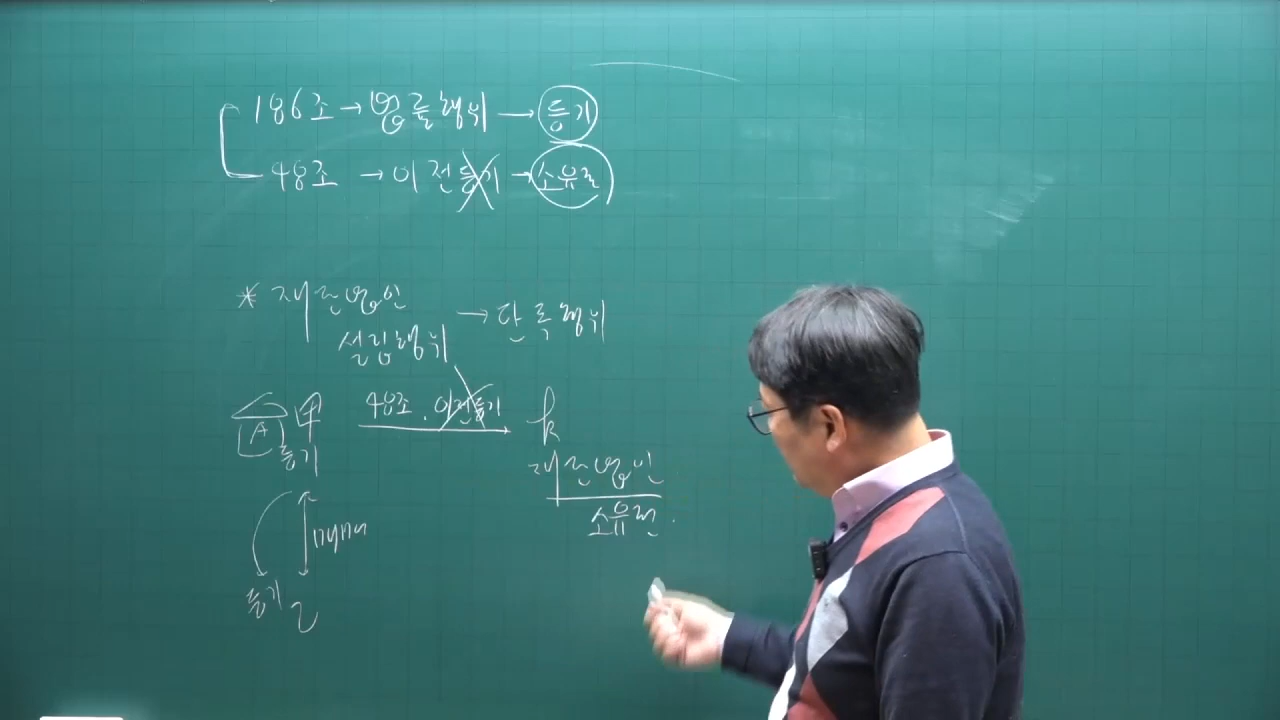 186조 → 법률행위 → 등기
48조 → 이전등기 → 소유권
* 재단법인
설립행위 → 단독행위
48조. 이전등기
A 甲 등기
k
재단법인
소유권.
매매
등기 乙